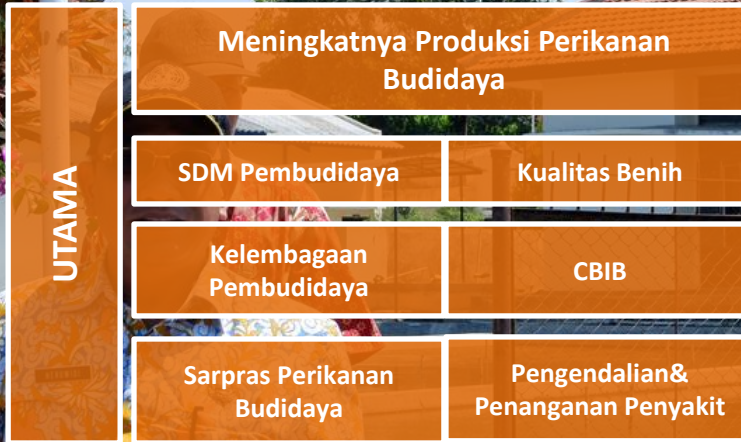 UTAMA
Meningkatnya Produksi Perikanan
Budidaya
SDM Pembudidaya
Kualitas Benih
Kelembagaan
Pembudidaya
CBIB
Sarpras Perikanan
Budidaya
Pengendalian&
Penanganan Penyakit